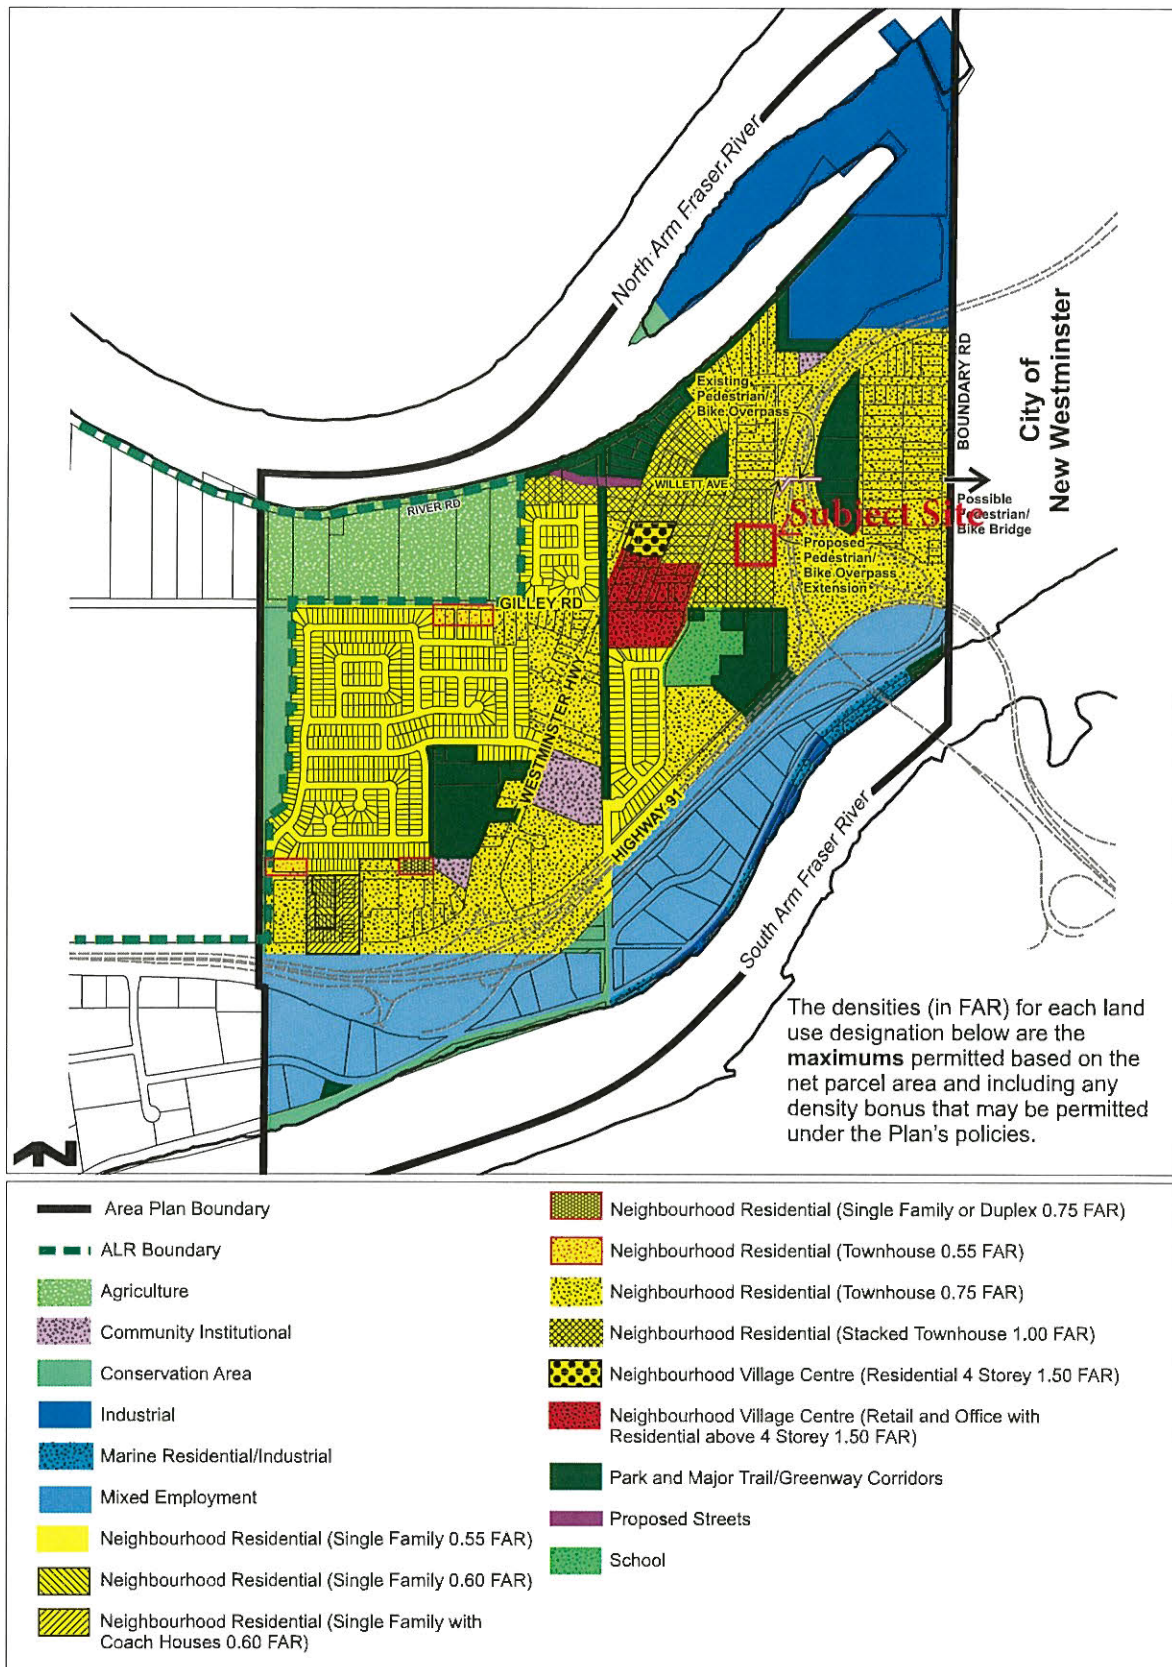 North Arm Fraser River
BOUNDARY RD
City of
New Westminster
Existing
Pedestrian/
Bike Overpass
WILLETT AVE
Possible
Pedestrian/
Bike Bridge
Subject Site
Proposed
Pedestrian/
Bike Overpass
Extension
RIVER RD
GILLEY RD
WESTMINSTER HWY
HIGHWAY 91
South Arm Fraser River
The densities (in FAR) for each land
use designation below are the
maximums permitted based on the
net parcel area and including any
density bonus that may be permitted
under the Plan's policies.
N
Area Plan Boundary
ALR Boundary
Agriculture
Community Institutional
Conservation Area
Industrial
Marine Residential/Industrial
Mixed Employment
Neighbourhood Residential (Single Family 0.55 FAR)
Neighbourhood Residential (Single Family 0.60 FAR)
Neighbourhood Residential (Single Family with
Coach Houses 0.60 FAR)
Neighbourhood Residential (Single Family or Duplex 0.75 FAR)
Neighbourhood Residential (Townhouse 0.55 FAR)
Neighbourhood Residential (Townhouse 0.75 FAR)
Neighbourhood Residential (Stacked Townhouse 1.00 FAR)
Neighbourhood Village Centre (Residential 4 Storey 1.50 FAR)
Neighbourhood Village Centre (Retail and Office with
Residential above 4 Storey 1.50 FAR)
Park and Major Trail/Greenway Corridors
Proposed Streets
School